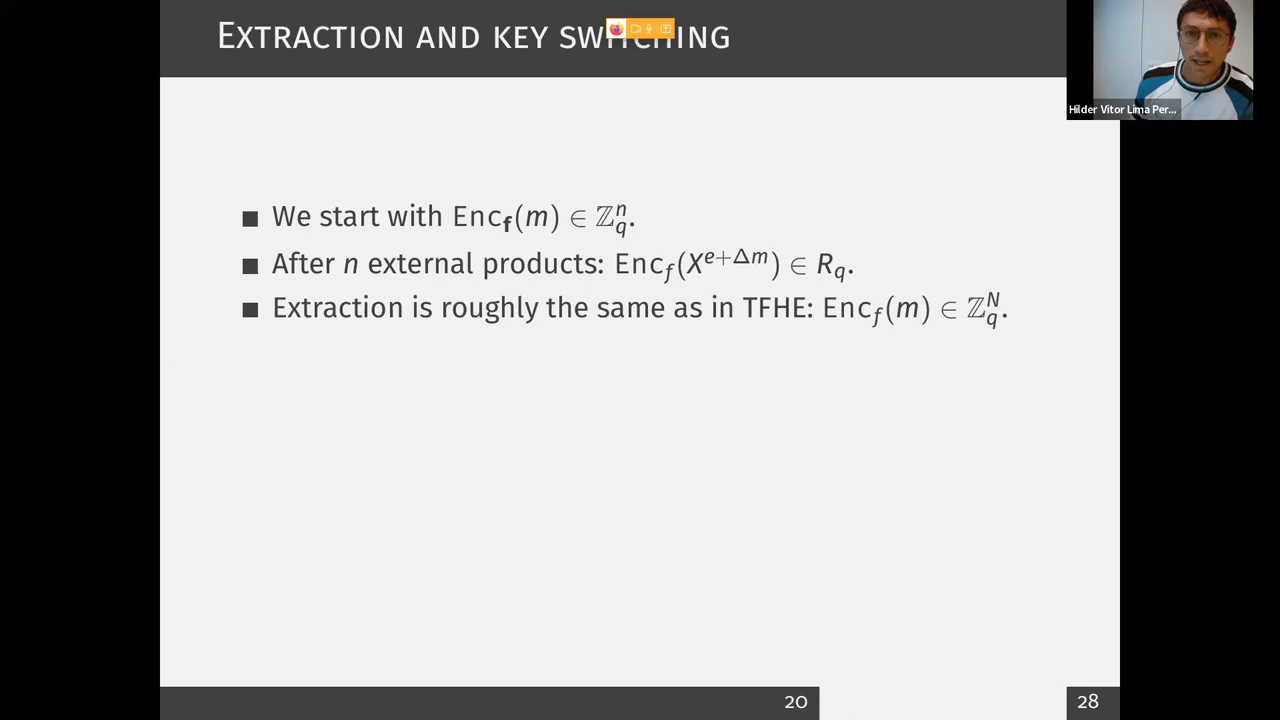 EXTRACTION AND KEY SWITCHING
Hilder Vitor Lima Per...
■ We start with Enc_f(m) ∈ ℤ_q^n.
■ After n external products: Enc_f(X^{e+Δm}) ∈ R_q.
■ Extraction is roughly the same as in TFHE: Enc_f(m) ∈ ℤ_q^N.
20
28